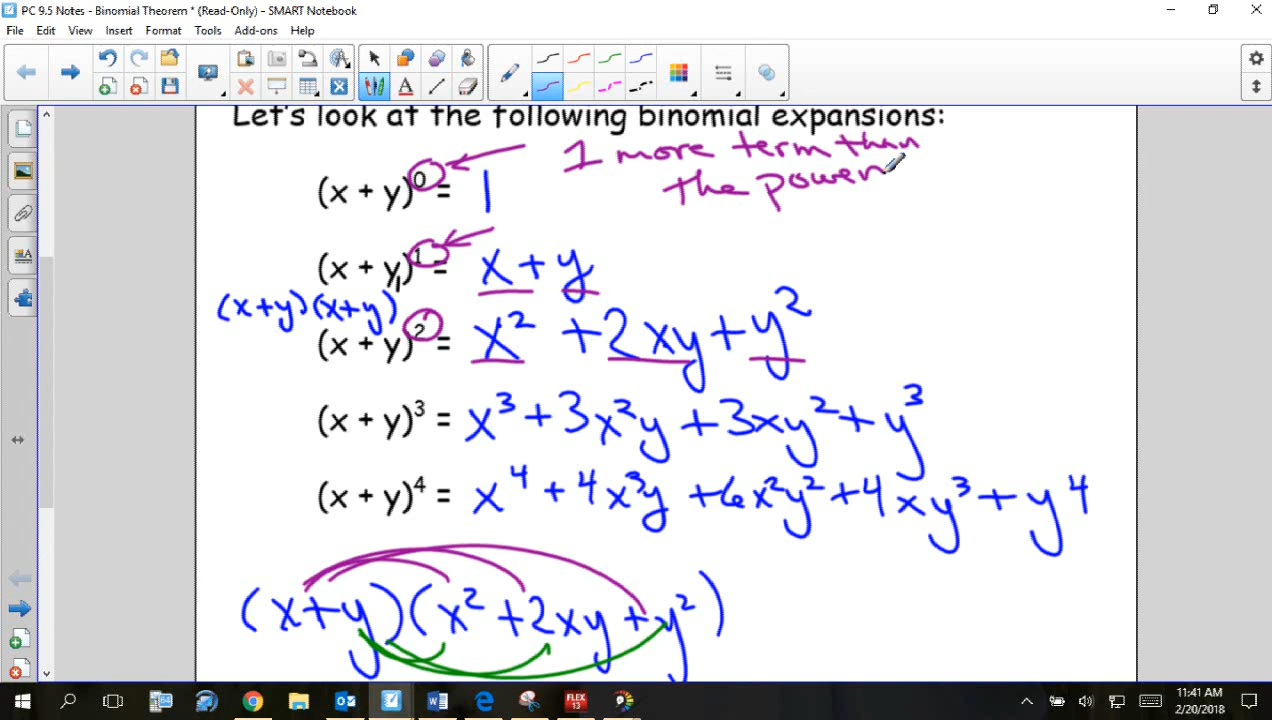 PC 9.5 Notes - Binomial Theorem * (Read-Only) - SMART Notebook
File Edit View Insert Format Tools Add-ons Help
Let's look at the following binomial expansions:
1 more term than
the power
(x + y)⁰ = 1
(x + y)¹ = x + y
(x+y)(x+y)
(x + y)² = x² + 2xy + y²
(x + y)³ = x³ + 3x²y + 3xy² + y³
(x + y)⁴ = x⁴ + 4x³y + 6x²y² + 4xy³ + y⁴
(x+y)(x² + 2xy + y²)
FLEX
13
11:41 AM
2/20/2018